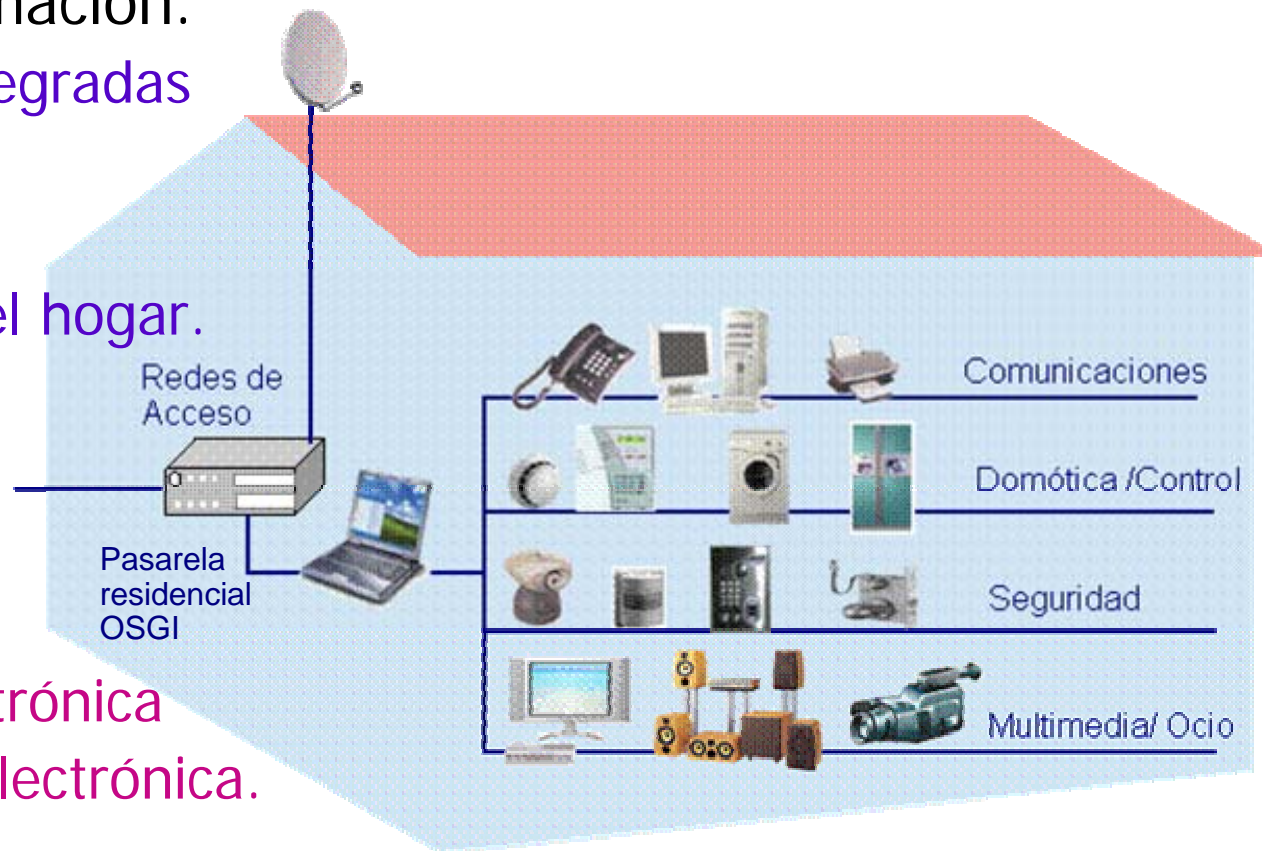 nación.
egradas
el hogar.
Redes de
Acceso
Pasarela
residencial
OSGI
Comunicaciones
Domótica /Control
Seguridad
Multimedia/ Ocio
trónica
lectrónica.